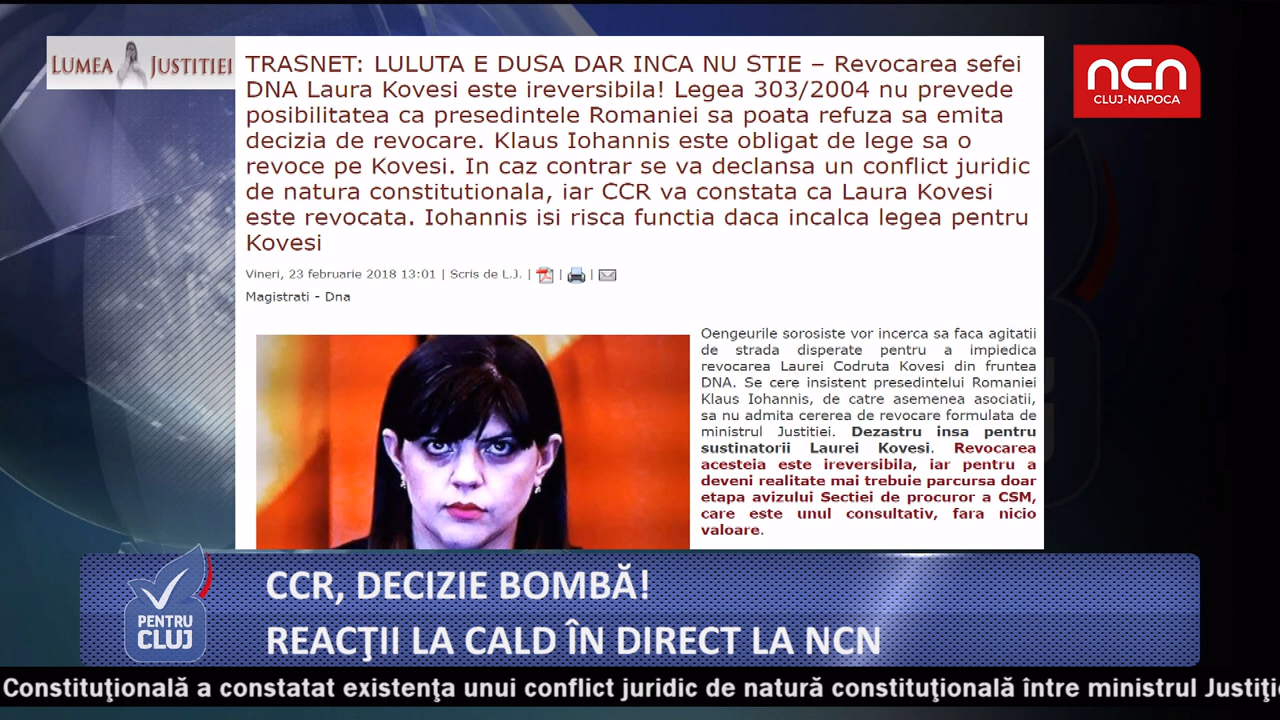 LUMEA JUSTITIEI
TRASNET: LULUTA E DUSA DAR INCA NU STIE – Revocarea sefei
DNA Laura Kovesi este ireversibila! Legea 303/2004 nu prevede
posibilitatea ca presedintele Romaniei sa poata refuza sa emita
decizia de revocare. Klaus Iohannis este obligat de lege sa o
revoce pe Kovesi. In caz contrar se va declansa un conflict juridic
de natura constitutionala, iar CCR va constata ca Laura Kovesi
este revocata. Iohannis isi risca functia daca incalca legea pentru
Kovesi
Vineri, 23 februarie 2018 13:01 | Scris de L.J. | | |
Magistrati - Dna
Oengeurile sorosiste vor incerca sa faca agitatii
de strada disperate pentru a impiedica
revocarea Laurei Codruta Kovesi din fruntea
DNA. Se cere insistent presedintelui Romaniei
Klaus Iohannis, de catre asemenea asociatii,
sa nu admita cererea de revocare formulata de
ministrul Justitiei. Dezastru insa pentru
sustinatorii Laurei Kovesi. Revocarea
acesteia este ireversibila, iar pentru a
deveni realitate mai trebuie parcursa doar
etapa avizului Sectiei de procuror a CSM,
care este unul consultativ, fara nicio
valoare.
ncn
CLUJ-NAPOCA
PENTRU
CLUJ
CCR, DECIZIE BOMBĂ!
REACŢII LA CALD ÎN DIRECT LA NCN
Constituţională a constatat existenţa unui conflict juridic de natură constituţională între ministrul Justiţi